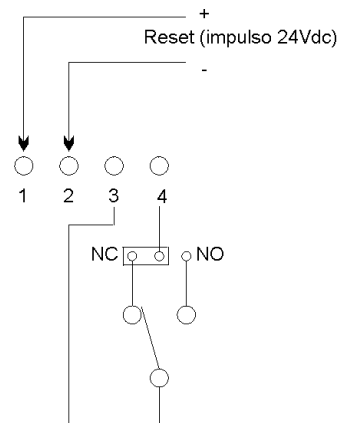 +
Reset (impulso 24Vdc)
-
1 2 3 4
NC NO